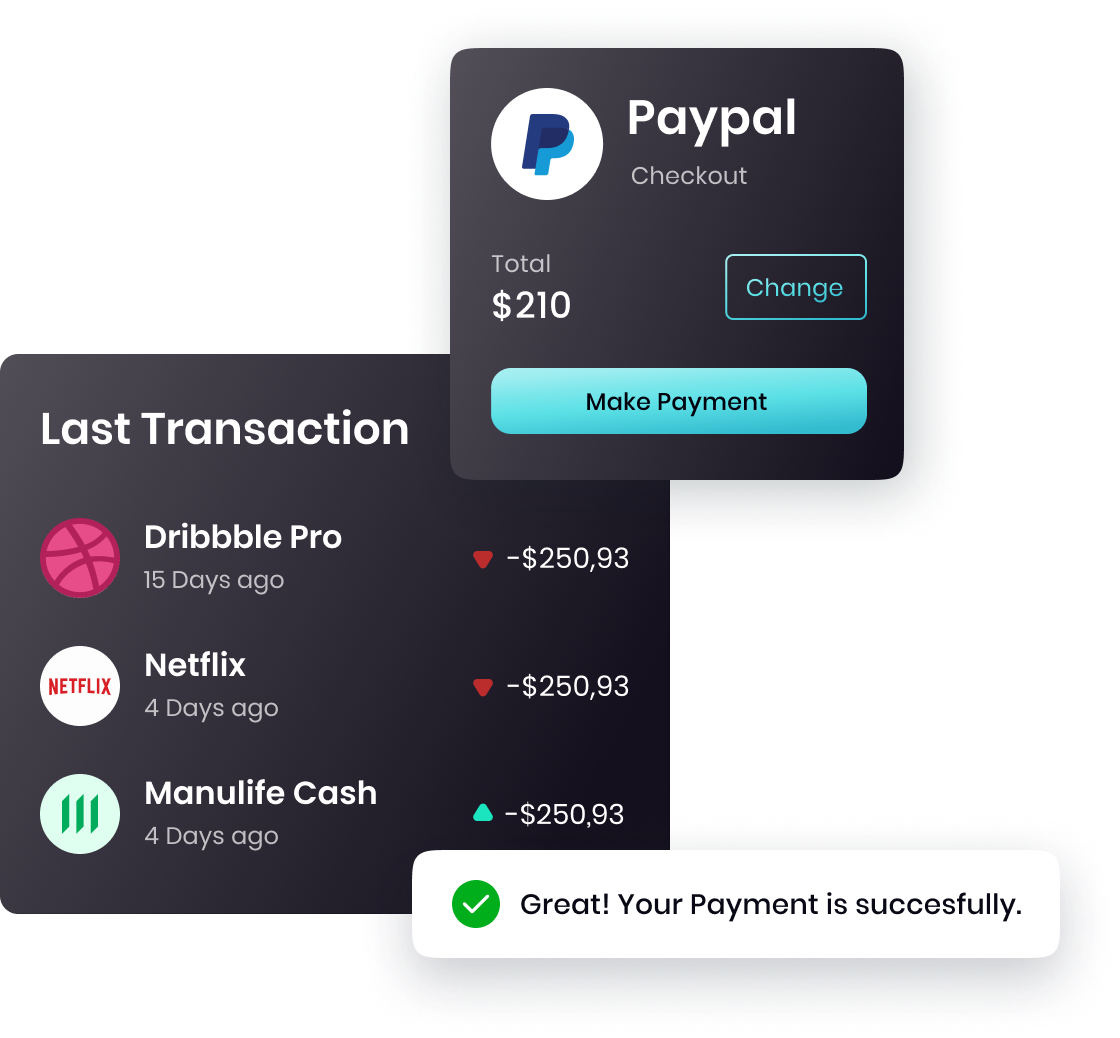 Paypal
Checkout
Total
$210
Change
Make Payment
Last Transaction
Dribbble Pro
15 Days ago
-$250,93
NETFLIX
Netflix
4 Days ago
-$250,93
Manulife Cash
4 Days ago
-$250,93
Great! Your Payment is succesfully.